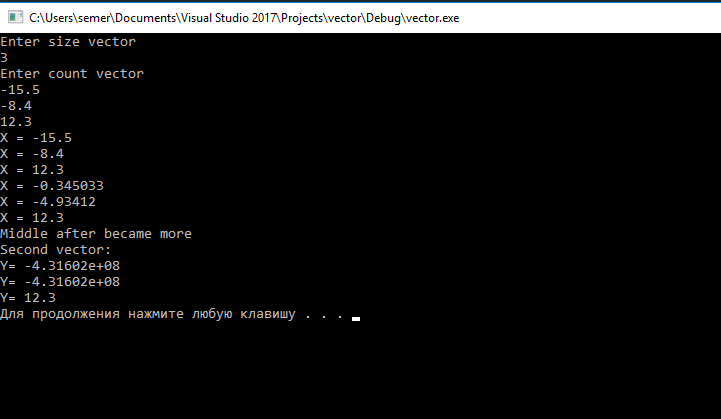 C:\Users\semer\Documents\Visual Studio 2017\Projects\vector\Debug\vector.exe
Enter size vector
3
Enter count vector
-15.5
-8.4
12.3
X = -15.5
X = -8.4
X = 12.3
X = -0.345033
X = -4.93412
X = 12.3
Middle after became more
Second vector:
Y= -4.31602e+08
Y= -4.31602e+08
Y= 12.3
Для продолжения нажмите любую клавишу . . .